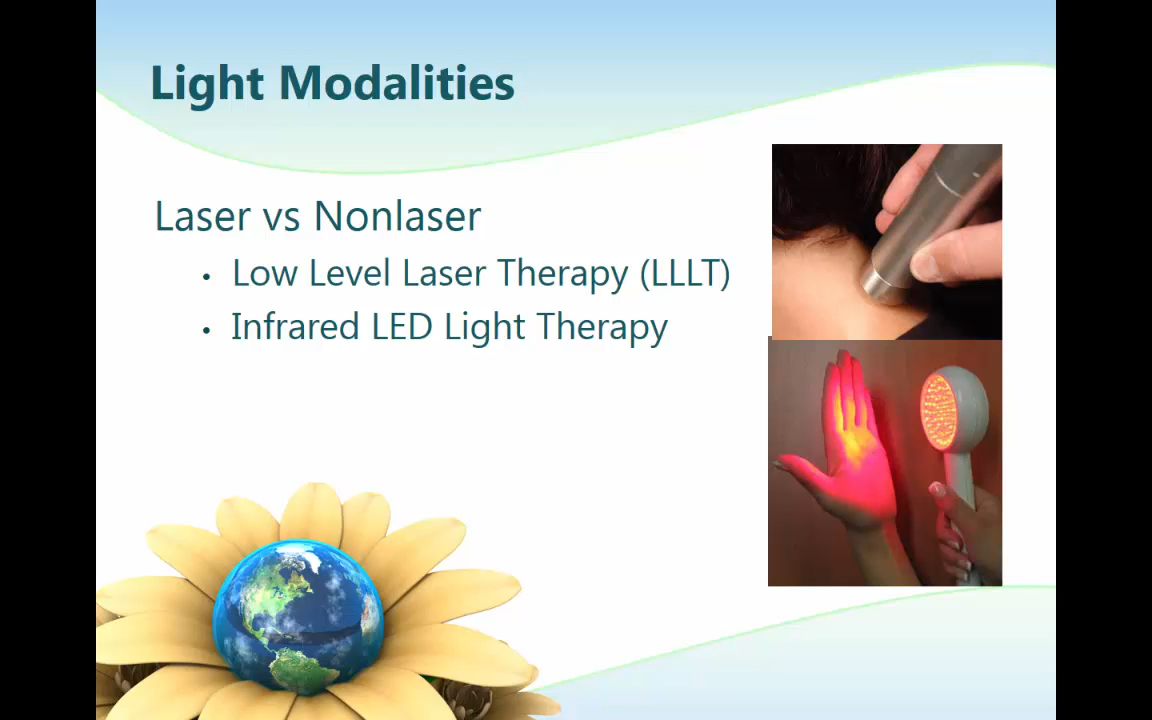 Light Modalities
Laser vs Nonlaser
• Low Level Laser Therapy (LLLT)
• Infrared LED Light Therapy